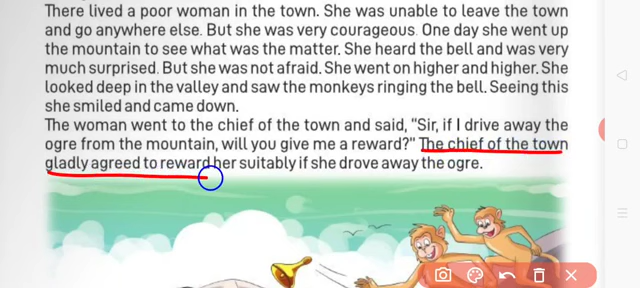 There lived a poor woman in the town. She was unable to leave the town
and go anywhere else. But she was very courageous. One day she went up
the mountain to see what was the matter. She heard the bell and was very
much surprised. But she was not afraid. She went on higher and higher. She
looked deep in the valley and saw the monkeys ringing the bell. Seeing this
she smiled and came down.
The woman went to the chief of the town and said, "Sir, if I drive away the
ogre from the mountain, will you give me a reward?" The chief of the town
gladly agreed to reward her suitably if she drove away the ogre.